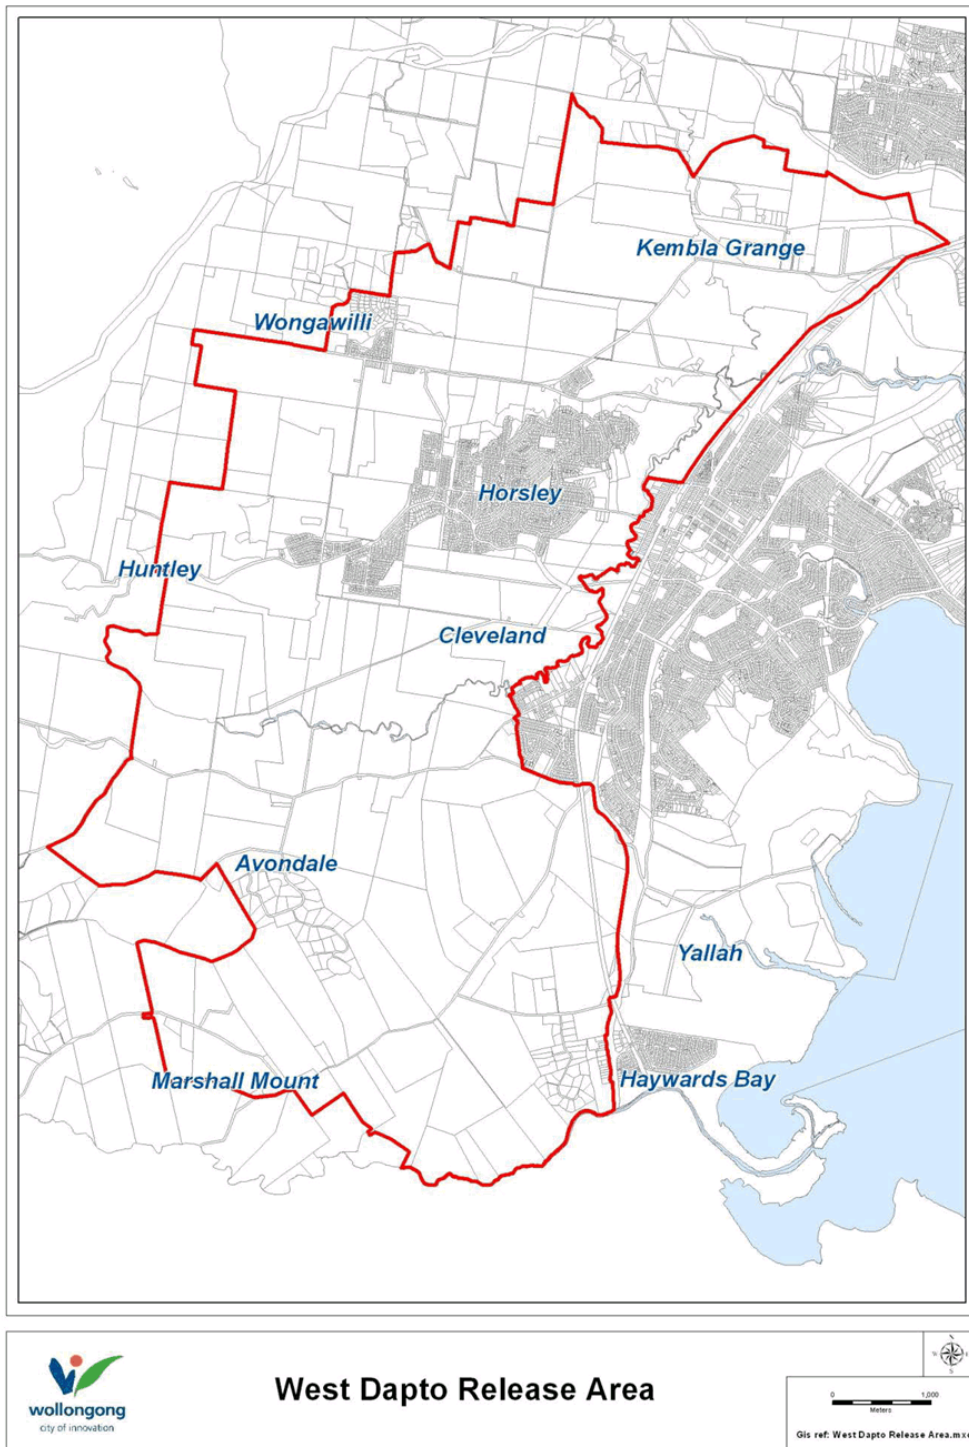 Kembla Grange
Wongawilli
Horsley
Huntley
Cleveland
Avondale
Yallah
Marshall Mount
Haywards Bay
wollongong
city of innovation
West Dapto Release Area
N
W
E
S
0 1,000
Meters
Gis ref: West Dapto Release Area.mx